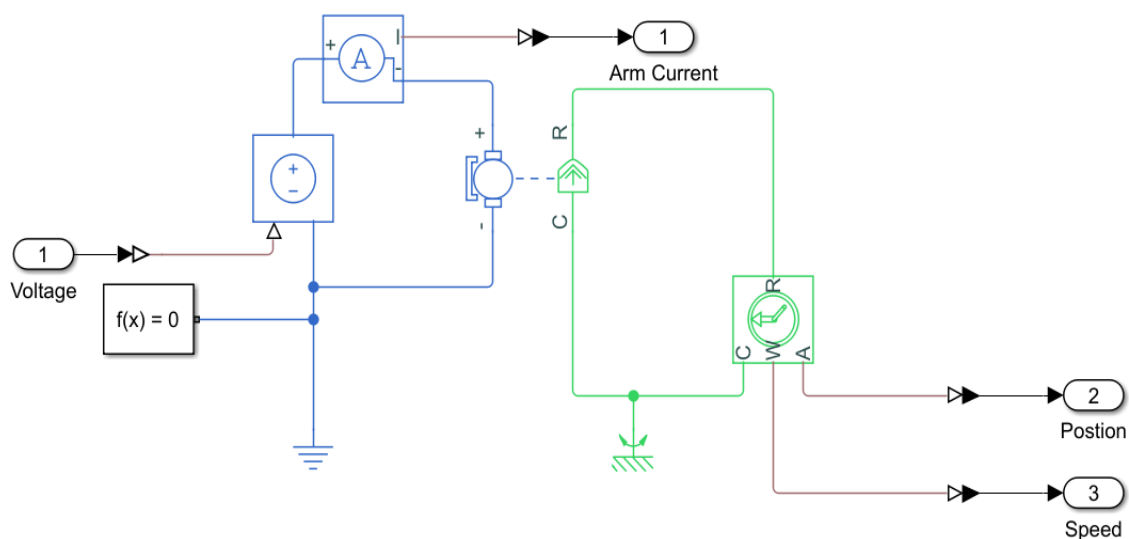 +
I
A
-
1
Arm Current
+
R
+
-
C
-
1
Voltage
f(x) = 0
R
C
W
A
2
Postion
3
Speed